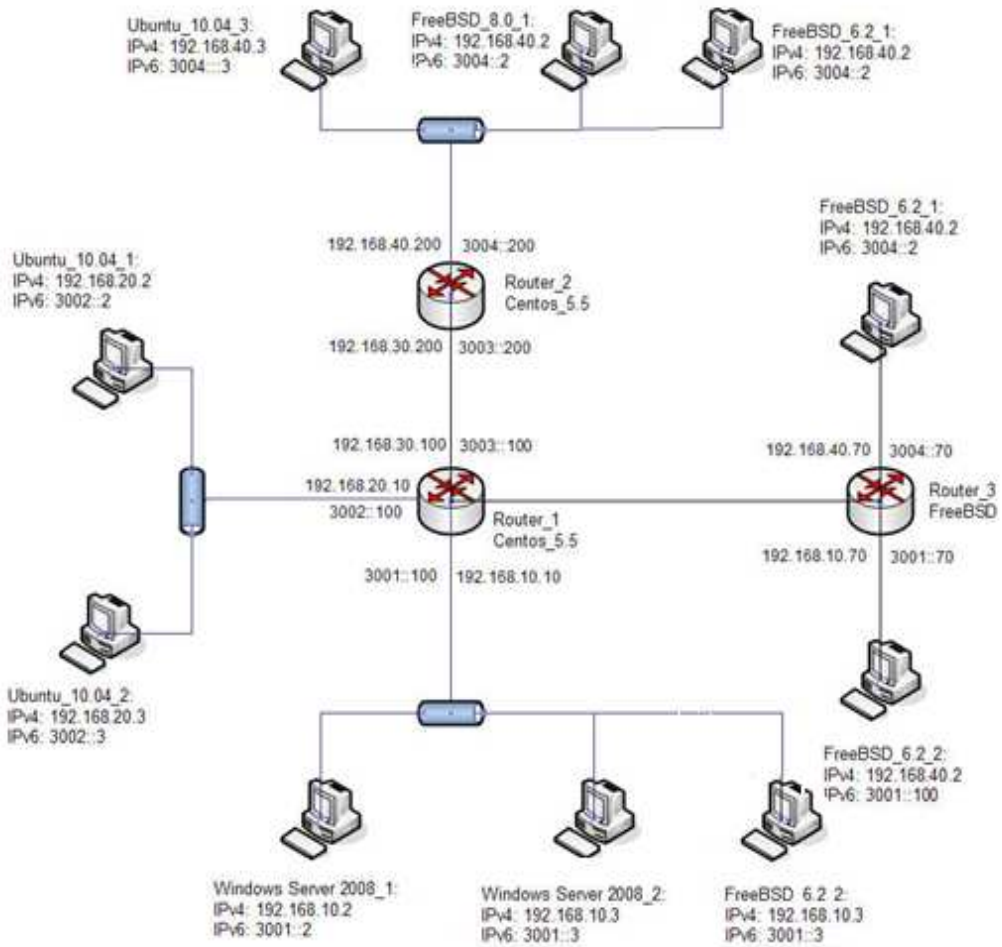 Ubuntu_10.04_3:
IPv4: 192.168.40.3
IPv6: 3004:::3
FreeBSD_8.0_1:
IPv4: 192.168.40.2
IPv6: 3004::2
FreeBSD_6.2_1:
IPv4: 192.168.40.2
IPv6: 3004::2
FreeBSD_6.2_1:
IPv4: 192.168.40.2
IPv6: 3004::2
192.168.40.200 3004::200
Router_2
Centos_5.5
192.168.30.200 3003::200
Ubuntu_10.04_1:
IPv4: 192.168.20.2
IPv6: 3002::2
192.168.30.100 3003::100
192.168.20.10
3002::100
Router_1
Centos_5.5
3001::100 192.168.10.10
192.168.40.70 3004::70
Router_3
FreeBSD
192.168.10.70 3001::70
Ubuntu_10.04_2:
IPv4: 192.168.20.3
IPv6: 3002::3
FreeBSD_6.2_2:
IPv4: 192.168.40.2
IPv6: 3001::100
Windows Server 2008_1:
IPv4: 192.168.10.2
IPv6: 3001::2
Windows Server 2008_2:
IPv4: 192.168.10.3
IPv6: 3001::3
FreeBSD 6.2 2:
IPv4: 192.168.10.3
IPv6: 3001::3